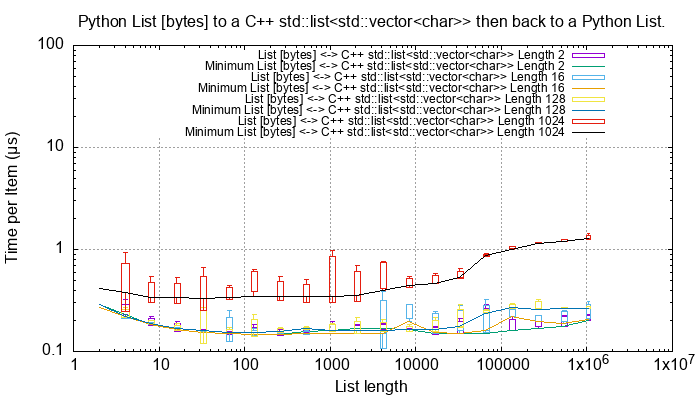 Python List [bytes] to a C++ std::list<std::vector<char>> then back to a Python List.
Time per Item (µs)
100
10
1
0.1
List [bytes] <-> C++ std::list<std::vector<char>> Length 2
Minimum List [bytes] <-> C++ std::list<std::vector<char>> Length 2
List [bytes] <-> C++ std::list<std::vector<char>> Length 16
Minimum List [bytes] <-> C++ std::list<std::vector<char>> Length 16
List [bytes] <-> C++ std::list<std::vector<char>> Length 128
Minimum List [bytes] <-> C++ std::list<std::vector<char>> Length 128
List [bytes] <-> C++ std::list<std::vector<char>> Length 1024
Minimum List [bytes] <-> C++ std::list<std::vector<char>> Length 1024
1 10 100 1000 10000 100000 1x10⁶ 1x10⁷
List length